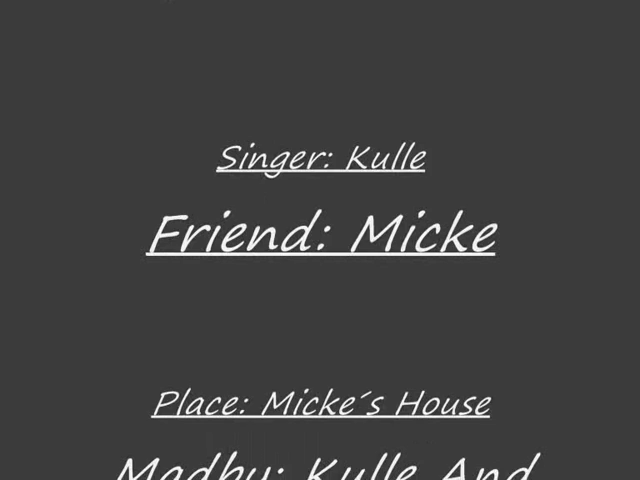 Singer: Kulle
Friend: Micke
Place: Micke´s House
Madby: Kulle And